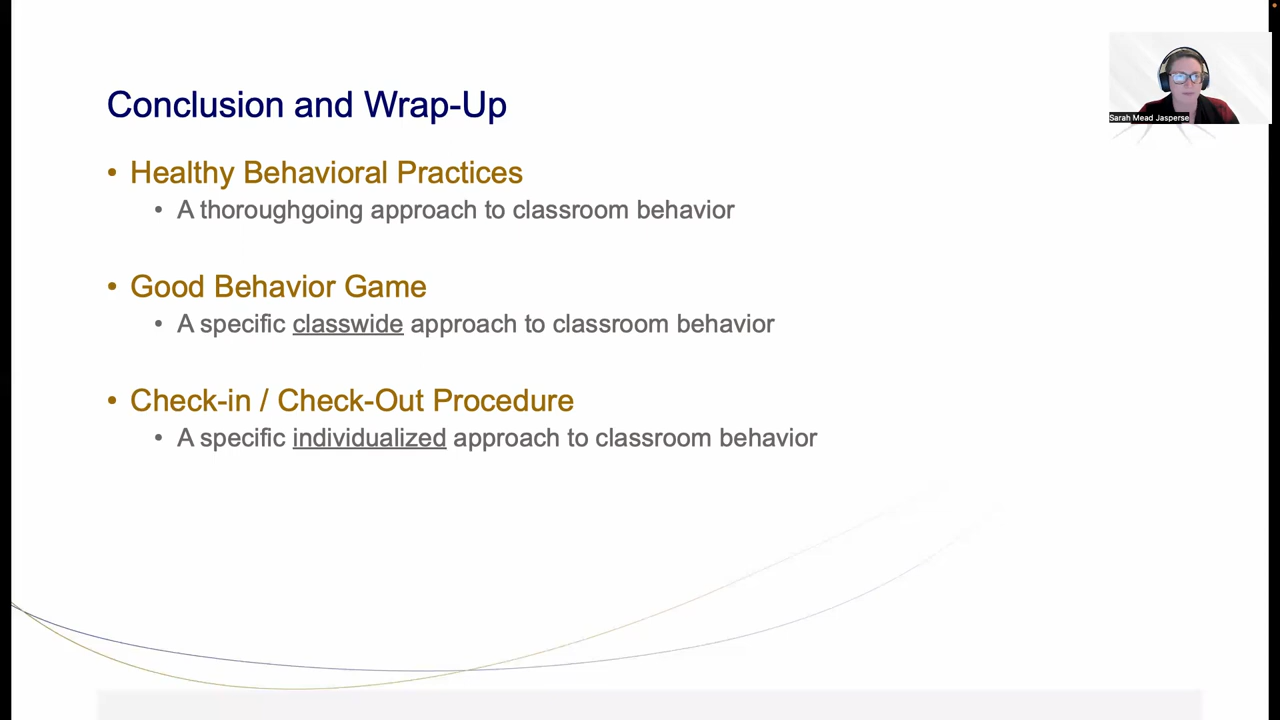 Sarah Mead Jasperse
Conclusion and Wrap-Up
• Healthy Behavioral Practices
• A thoroughgoing approach to classroom behavior
• Good Behavior Game
• A specific classwide approach to classroom behavior
• Check-in / Check-Out Procedure
• A specific individualized approach to classroom behavior